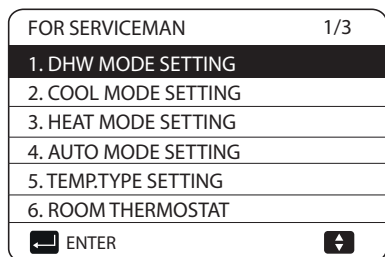 FOR SERVICEMAN 1/3
1. DHW MODE SETTING
2. COOL MODE SETTING
3. HEAT MODE SETTING
4. AUTO MODE SETTING
5. TEMP.TYPE SETTING
6. ROOM THERMOSTAT
ENTER